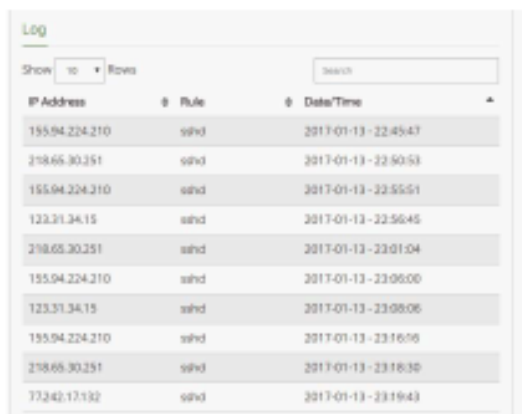 Log
Show 10 Rows Search
IP Address Rule Date/Time
155.94.224.210 sshd 2017-01-13 - 22:45:47
218.65.30.251 sshd 2017-01-13 - 22:50:53
155.94.224.210 sshd 2017-01-13 - 22:55:51
123.31.34.15 sshd 2017-01-13 - 22:56:45
218.65.30.251 sshd 2017-01-13 - 23:01:04
155.94.224.210 sshd 2017-01-13 - 23:06:00
123.31.34.15 sshd 2017-01-13 - 23:08:06
155.94.224.210 sshd 2017-01-13 - 23:16:16
218.65.30.251 sshd 2017-01-13 - 23:18:30
77.242.17.132 sshd 2017-01-13 - 23:19:43